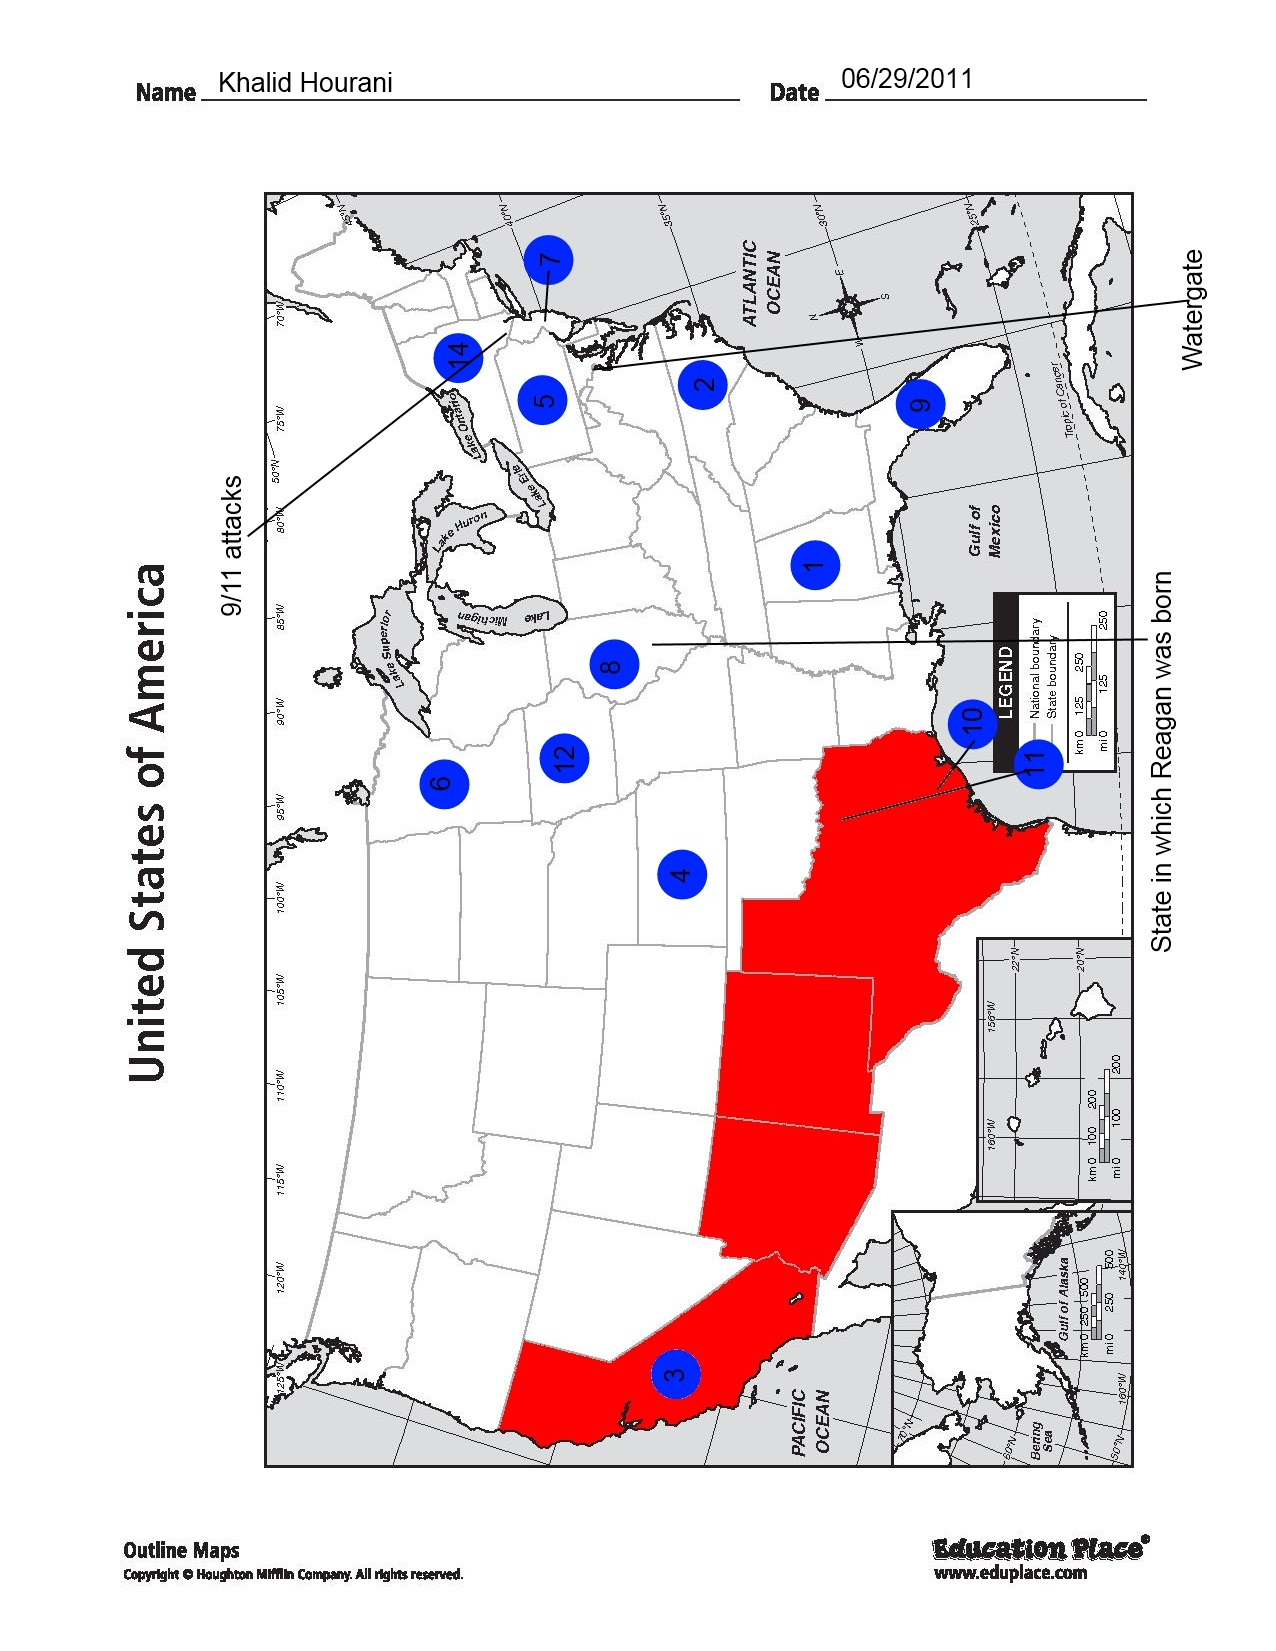 Name Khalid Hourani
Date 06/29/2011
United States of America
9/11 attacks
Watergate
State in which Reagan was born
45°N
40°N
35°N
30°N
25°N
70°W
75°W
50°N
80°W
85°W
90°W
95°W
100°W
105°W
110°W
115°W
120°W
125°W
7
14
5
2
9
1
8
10
11
12
6
4
3
ATLANTIC
OCEAN
N
E
S
W
Tropic of Cancer
Lake Ontario
Lake Erie
Lake Huron
Lake Michigan
Lake Superior
Gulf of
Mexico
LEGEND
National boundary
State boundary
km 0 125 250
mi 0 125 250
22°N
20°N
156°W
160°W
km 0 100 200
mi 0 100 200
PACIFIC
OCEAN
Gulf of Alaska
km 0 250 500
mi 0 250 500
140°W
160°W
70°N
60°N
50°N
Bering
Sea
Outline Maps
Copyright © Houghton Mifflin Company. All rights reserved.
Education Place®
www.eduplace.com